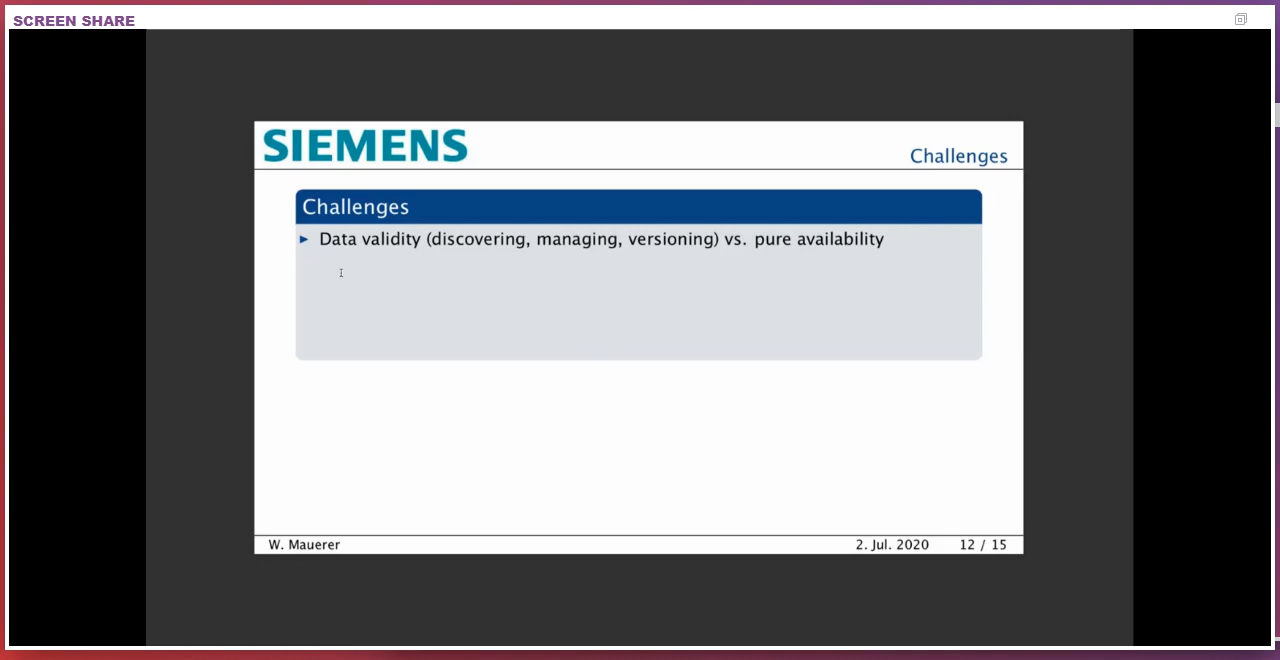 SCREEN SHARE
SIEMENS
Challenges
Challenges
► Data validity (discovering, managing, versioning) vs. pure availability
W. Mauerer 2. Jul. 2020 12 / 15